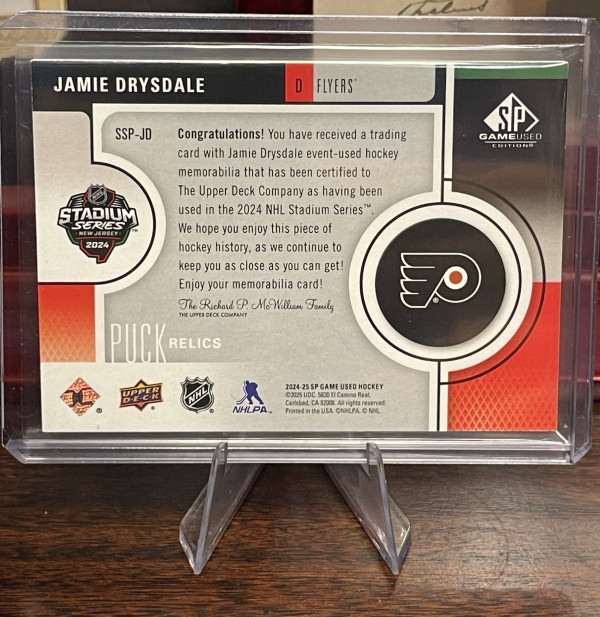 JAMIE DRYSDALE
D FLYERS
SP
GAMEUSED
EDITION®
SSP-JD
Congratulations! You have received a trading
card with Jamie Drysdale event-used hockey
memorabilia that has been certified to
The Upper Deck Company as having been
used in the 2024 NHL Stadium Series™.
We hope you enjoy this piece of
hockey history, as we continue to
keep you as close as you can get!
Enjoy your memorabilia card!
The Richard P. McWilliam Family
THE UPPER DECK COMPANY
NHL
STADIUM
SERIES™
NEW JERSEY
2024
PUCK RELICS
UPPER
DECK
NHL
NHLPA™
2024-25 SP GAME USED HOCKEY
©2025 UDC. 5830 El Camino Real,
Carlsbad, CA 92008. All rights reserved.
Printed in the USA. ©NHLPA. © NHL.